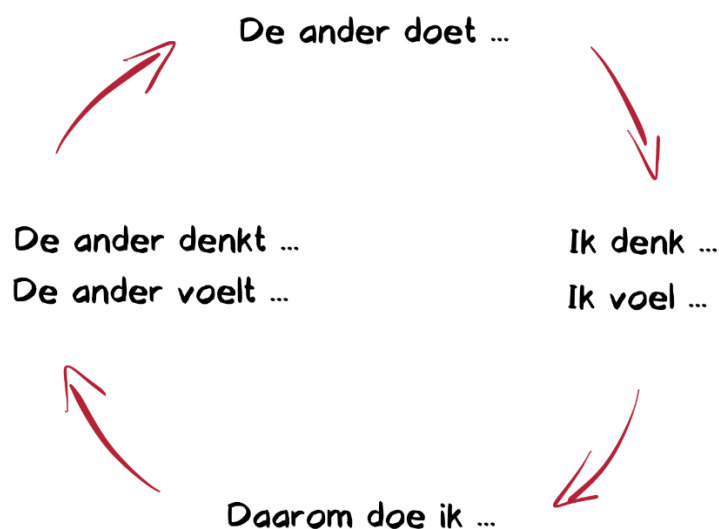 De ander doet ...
De ander denkt ...
De ander voelt ...
Ik denk ...
Ik voel ...
Daarom doe ik ...